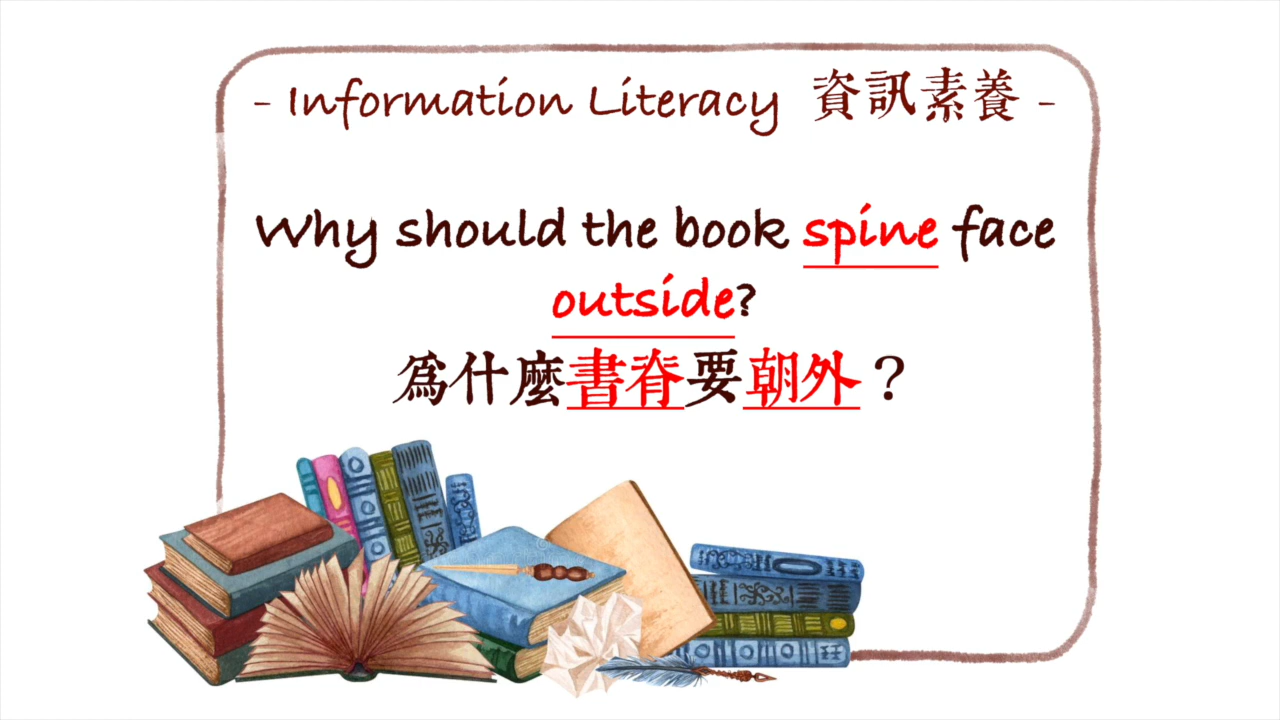 - Information Literacy 資訊素養 -
Why should the book spine face
outside?
為什麼書脊要朝外？